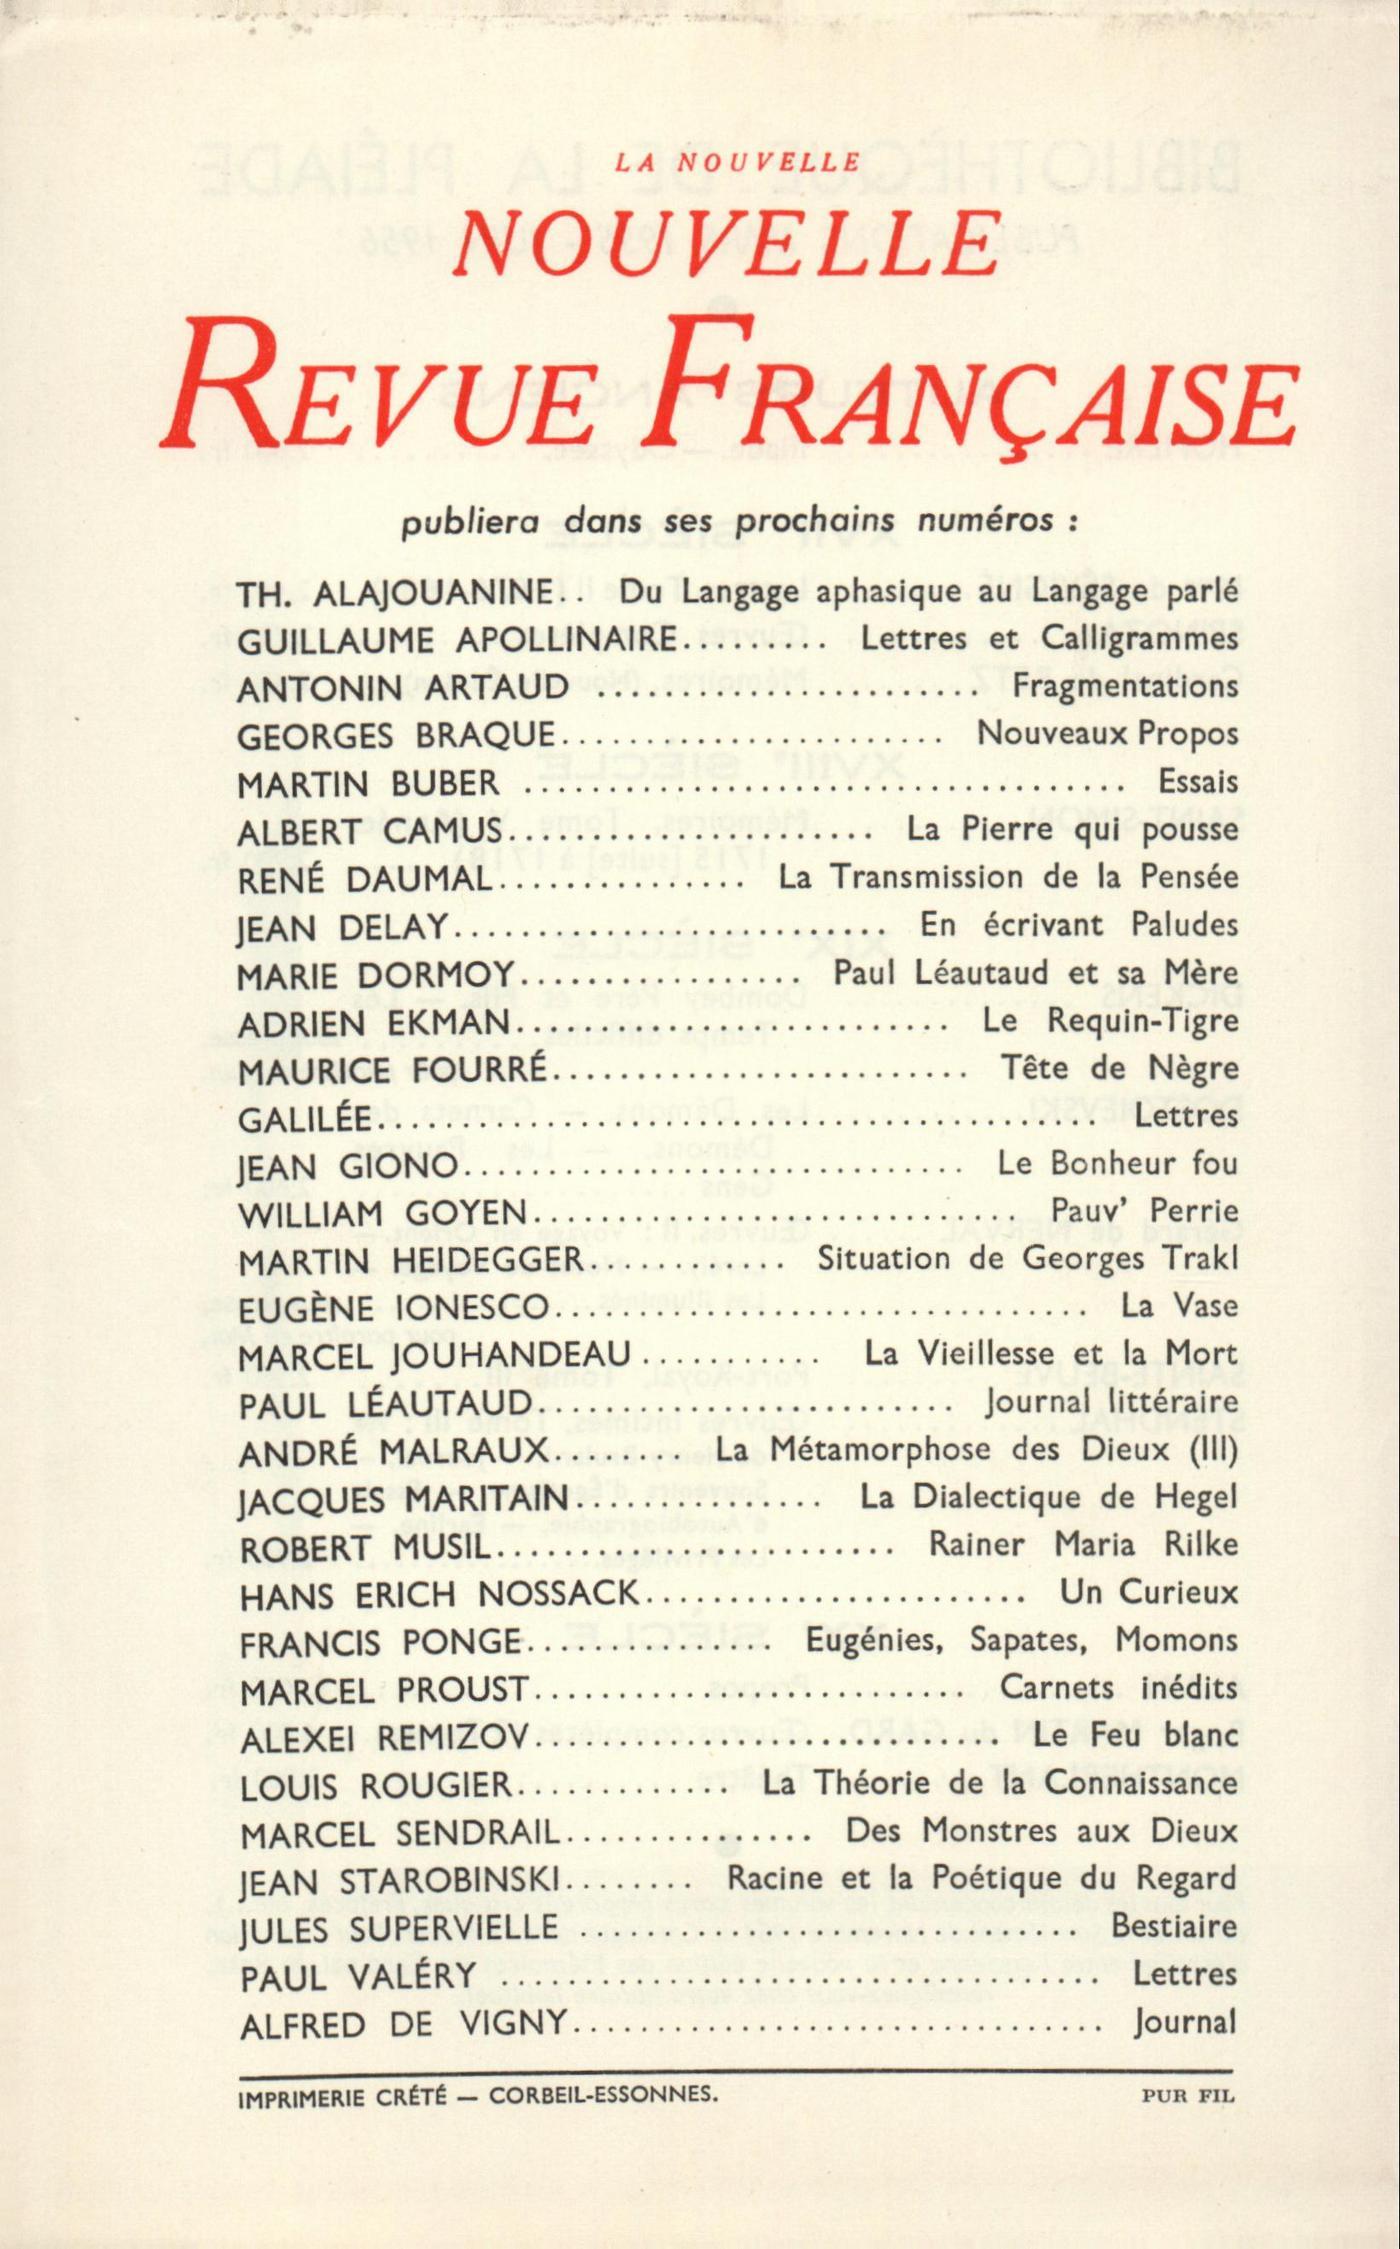 LA NOUVELLE
NOUVELLE
REVUE FRANÇAISE
publiera dans ses prochains numéros :
TH. ALAJOUANINE.. Du Langage aphasique au Langage parlé
GUILLAUME APOLLINAIRE......... Lettres et Calligrammes
ANTONIN ARTAUD ....................... Fragmentations
GEORGES BRAQUE....................... Nouveaux Propos
MARTIN BUBER .................................... Essais
ALBERT CAMUS...................... La Pierre qui pousse
RENÉ DAUMAL............... La Transmission de la Pensée
JEAN DELAY.......................... En écrivant Paludes
MARIE DORMOY................. Paul Léautaud et sa Mère
ADRIEN EKMAN.......................... Le Requin-Tigre
MAURICE FOURRÉ......................... Tête de Nègre
GALILÉE........................................... Lettres
JEAN GIONO.............................. Le Bonheur fou
WILLIAM GOYEN............................. Pauv' Perrie
MARTIN HEIDEGGER............ Situation de Georges Trakl
EUGÈNE IONESCO................................ La Vase
MARCEL JOUHANDEAU........... La Vieillesse et la Mort
PAUL LÉAUTAUD......................... Journal littéraire
ANDRÉ MALRAUX........ La Métamorphose des Dieux (III)
JACQUES MARITAIN............... La Dialectique de Hegel
ROBERT MUSIL........................ Rainer Maria Rilke
HANS ERICH NOSSACK....................... Un Curieux
FRANCIS PONGE............... Eugénies, Sapates, Momons
MARCEL PROUST.......................... Carnets inédits
ALEXEI REMIZOV............................ Le Feu blanc
LOUIS ROUGIER............. La Théorie de la Connaissance
MARCEL SENDRAIL............... Des Monstres aux Dieux
JEAN STAROBINSKI........ Racine et la Poétique du Regard
JULES SUPERVIELLE .............................. Bestiaire
PAUL VALÉRY .................................... Lettres
ALFRED DE VIGNY................................ Journal
IMPRIMERIE CRÉTÉ — CORBEIL-ESSONNES. PUR FIL